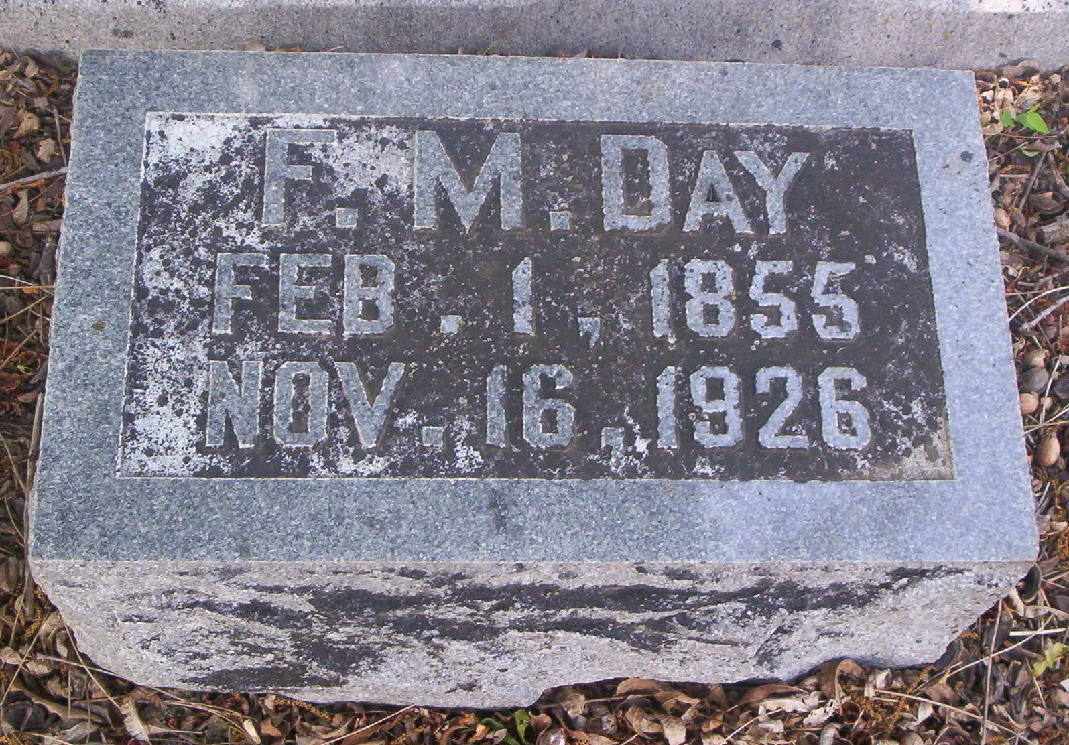 F. M. DAY
FEB. 1, 1855
NOV. 16, 1926